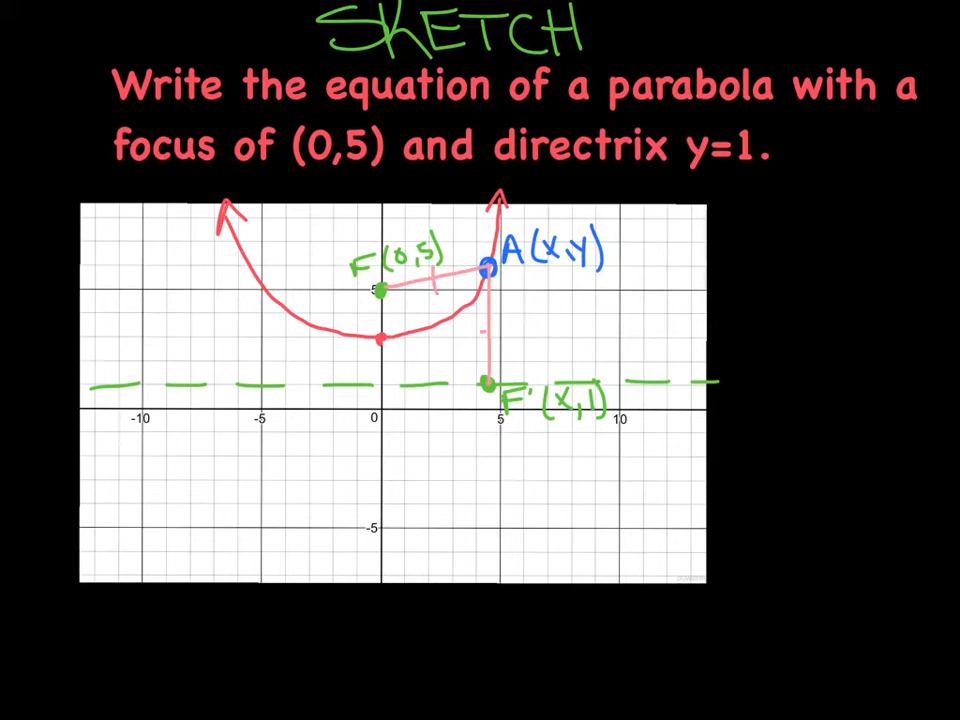 SKETCH
Write the equation of a parabola with a
focus of (0,5) and directrix y=1.
A(x,y)
F(0,5)
5
F'(x,1)
-10 -5 0 5 10
-5